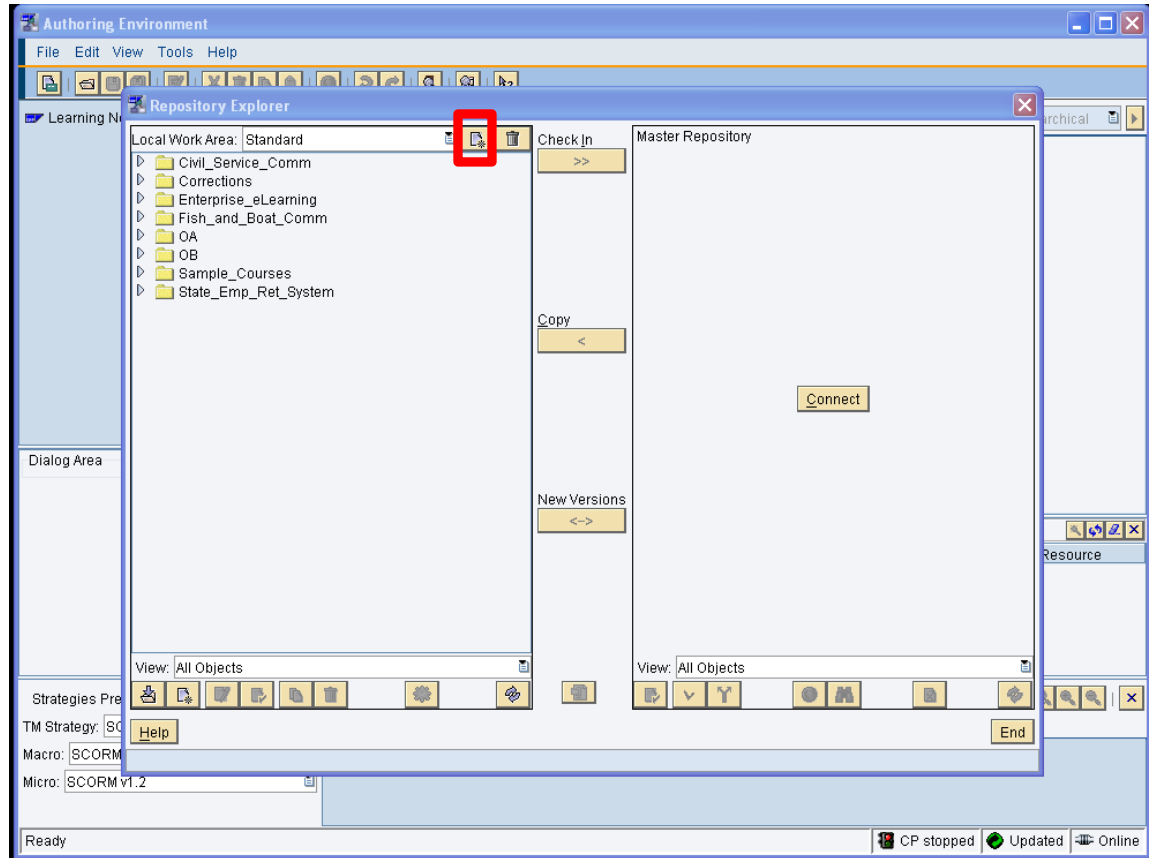 Authoring Environment
File Edit View Tools Help
Repository Explorer
Learning
archical
Local Work Area: Standard
Check In
Master Repository
>>
Civil_Service_Comm
Corrections
Enterprise_eLearning
Fish_and_Boat_Comm
OA
OB
Sample_Courses
State_Emp_Ret_System
Copy
<
Connect
Dialog Area
New Versions
<->
Resource
View: All Objects
View: All Objects
Strategies Pre
TM Strategy: SC
Help
End
Macro: SCORM
Micro: SCORM v1.2
Ready
CP stopped
Updated
Online